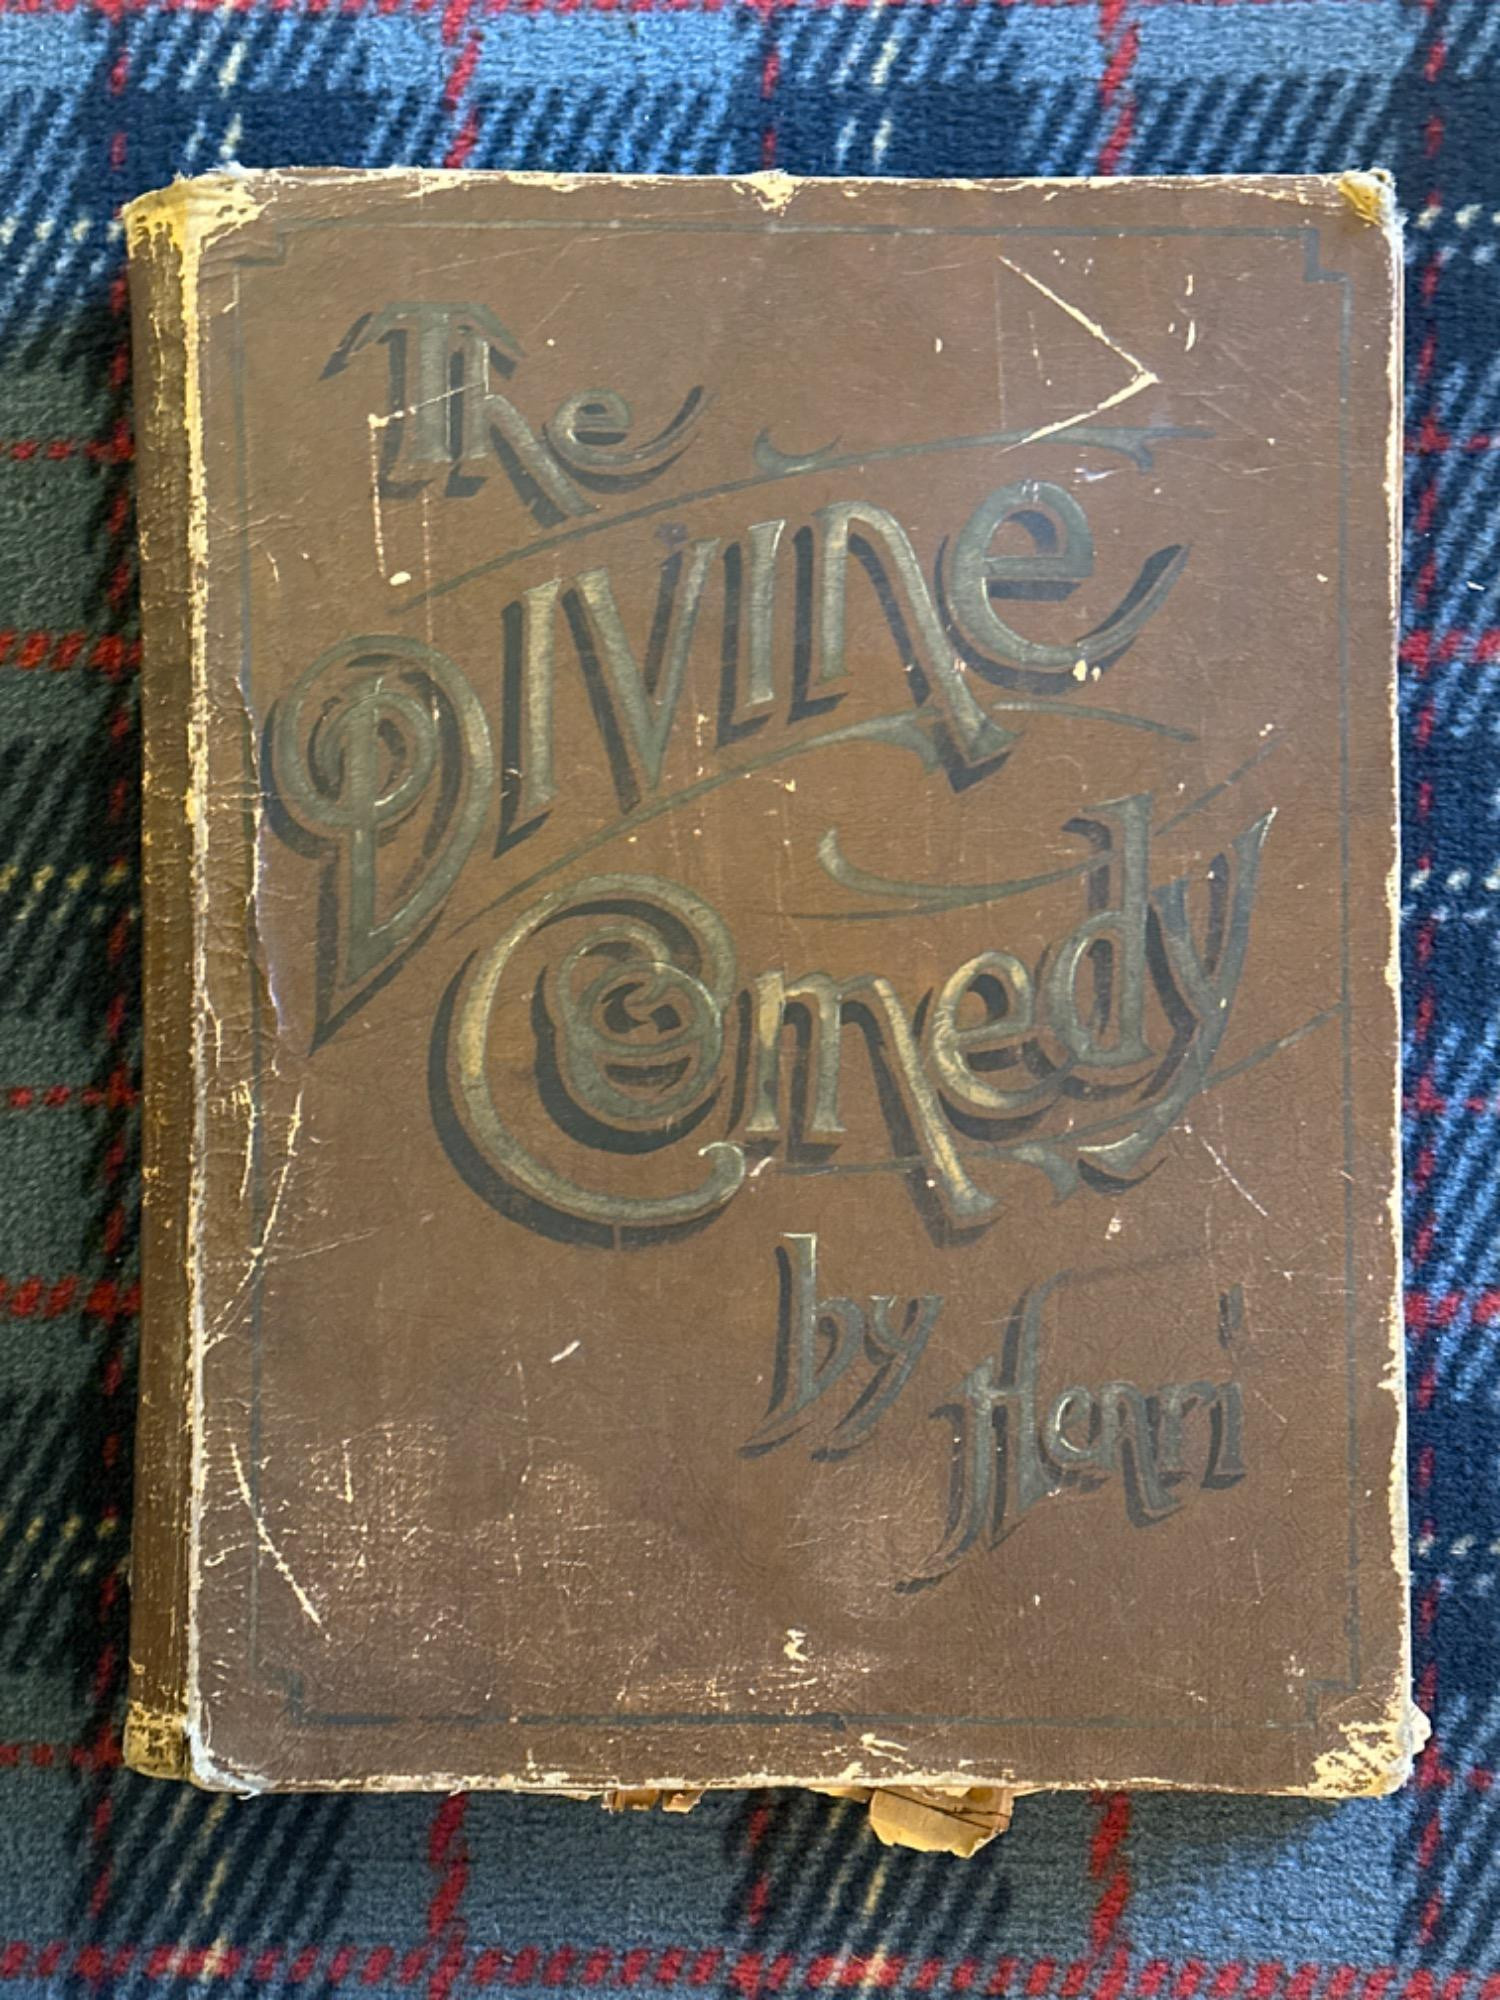 The
DIVINe
Comedy
by
Henri